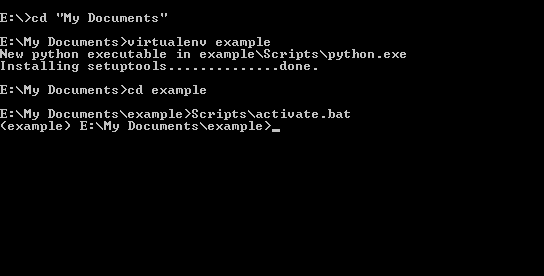 E:\>cd "My Documents"
E:\My Documents>virtualenv example
New python executable in example\Scripts\python.exe
Installing setuptools..............done.
E:\My Documents>cd example
E:\My Documents\example>Scripts\activate.bat
(example) E:\My Documents\example>_